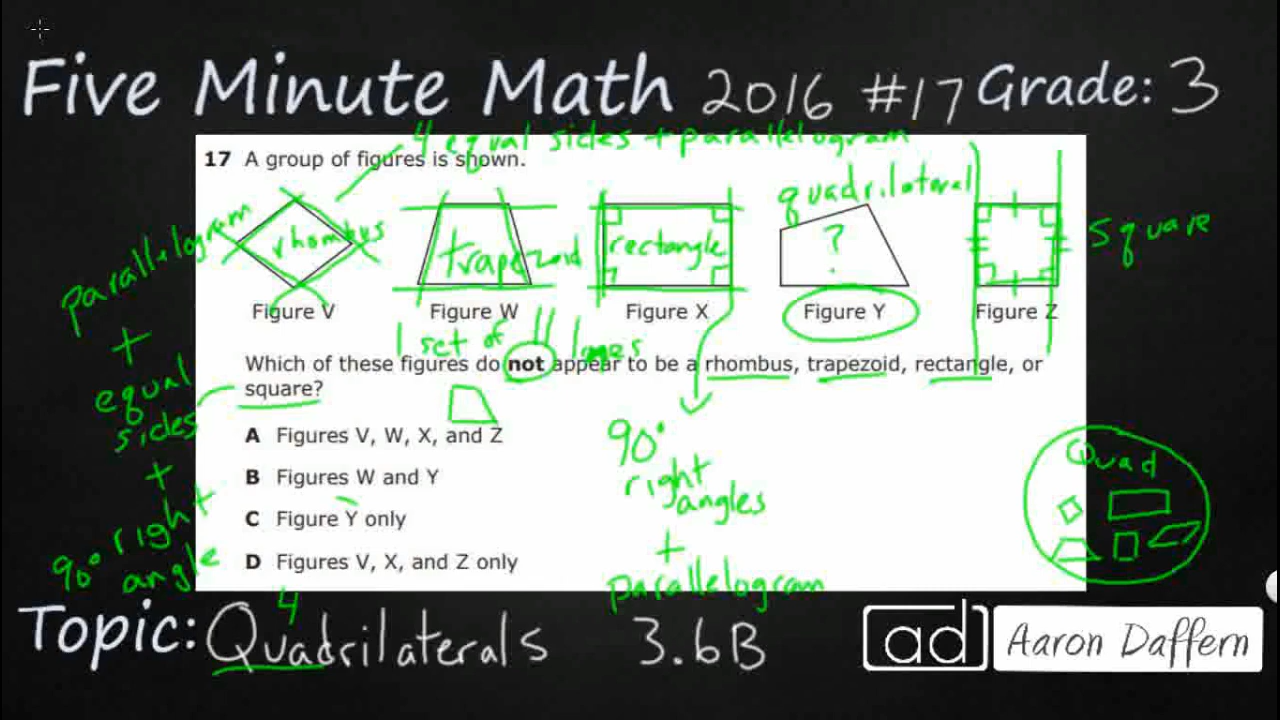 Five Minute Math 2016 #17 Grade: 3
4 equal sides + parallelogram
17 A group of figures is shown.
quadrilateral
parallelogram
rhombus
trapezoid
rectangle
?
square
Figure V Figure W Figure X Figure Y Figure Z
1 set of || lines
Which of these figures do not appear to be a rhombus, trapezoid, rectangle, or
square?
A Figures V, W, X, and Z
B Figures W and Y
C Figure Y only
D Figures V, X, and Z only
+
equal
sides
+
90° right
angle
90°
right
angles
+
parallelogram
Quad
4
Topic: Quadrilaterals 3.6B
ad Aaron Daffern